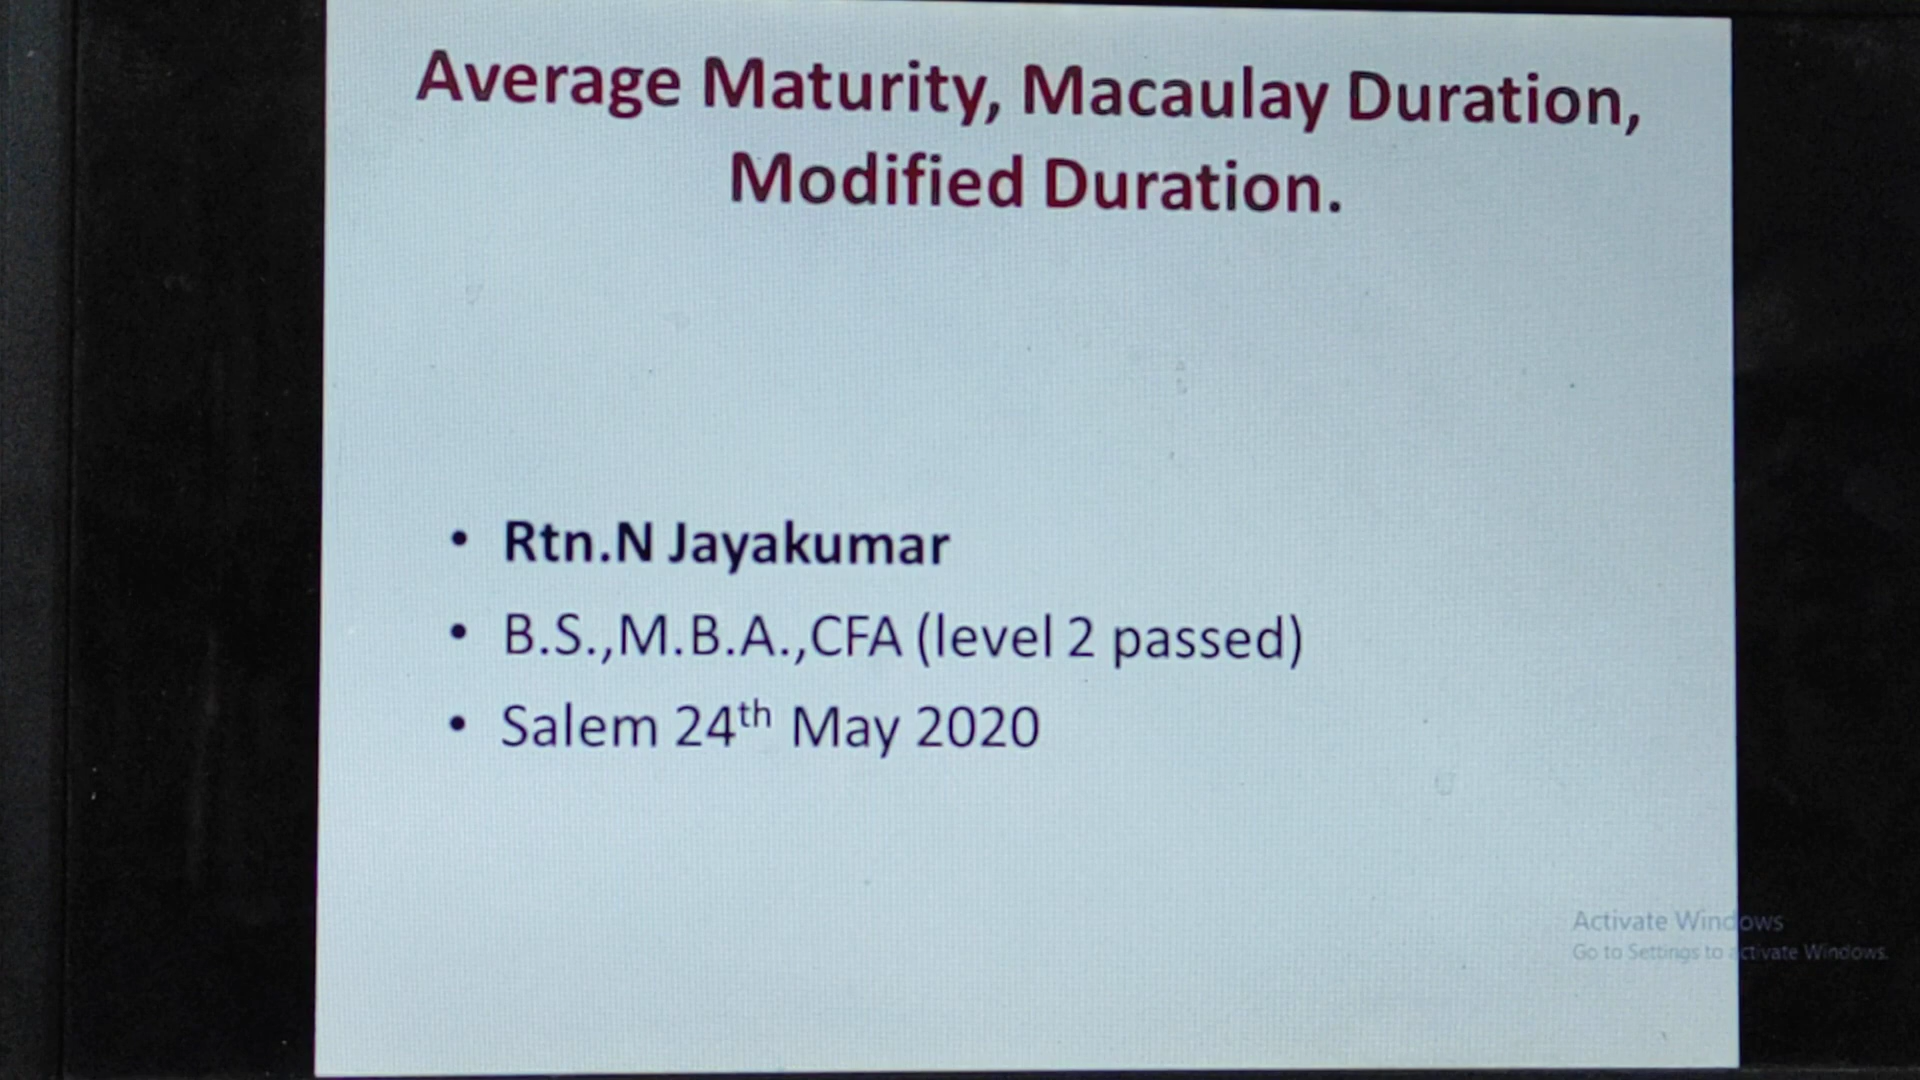 Average Maturity, Macaulay Duration,
Modified Duration.
• Rtn.N Jayakumar
• B.S.,M.B.A.,CFA (level 2 passed)
• Salem 24th May 2020
Activate Windows
Go to Settings to activate Windows.